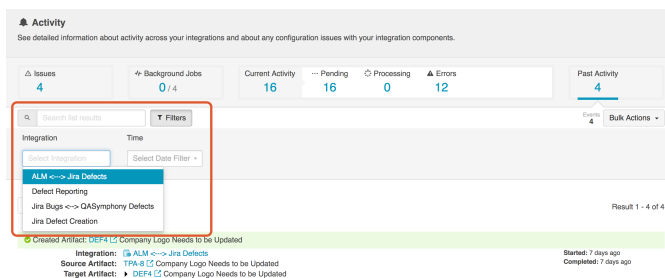 Activity
See detailed information about activity across your integrations and about any configuration issues with your integration components.
Issues
4
Background Jobs
0 / 4
Current Activity
16
Pending
16
Processing
0
Errors
12
Past Activity
4
Search list results
Filters
Events
4
Bulk Actions
Integration
Time
Select Integration
Select Date Filter
ALM <---> Jira Defects
Defect Reporting
Jira Bugs <--> QASymphony Defects
Jira Defect Creation
Result 1 - 4 of 4
Created Artifact: DEF4 Company Logo Needs to be Updated
Integration: ALM <---> Jira Defects
Started: 7 days ago
Source Artifact: TPA-8 Company Logo Needs to be Updated
Completed: 7 days ago
Target Artifact: DEF4 Company Logo Needs to be Updated